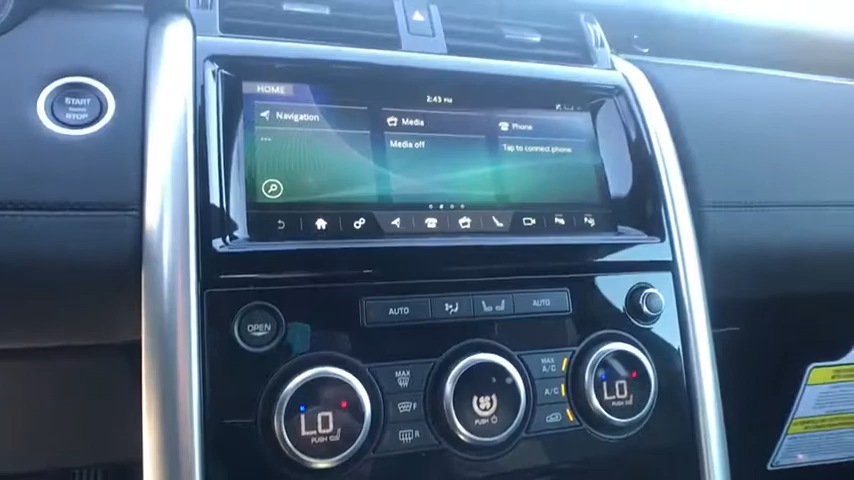 START
STOP
HOME
2:43 PM
Navigation
Media
Media off
Phone
Tap to connect phone
AUTO
AUTO
OPEN
MAX
MAX
A/C
A/C
LO
PUSH
PUSH
LO
PUSH
F
R